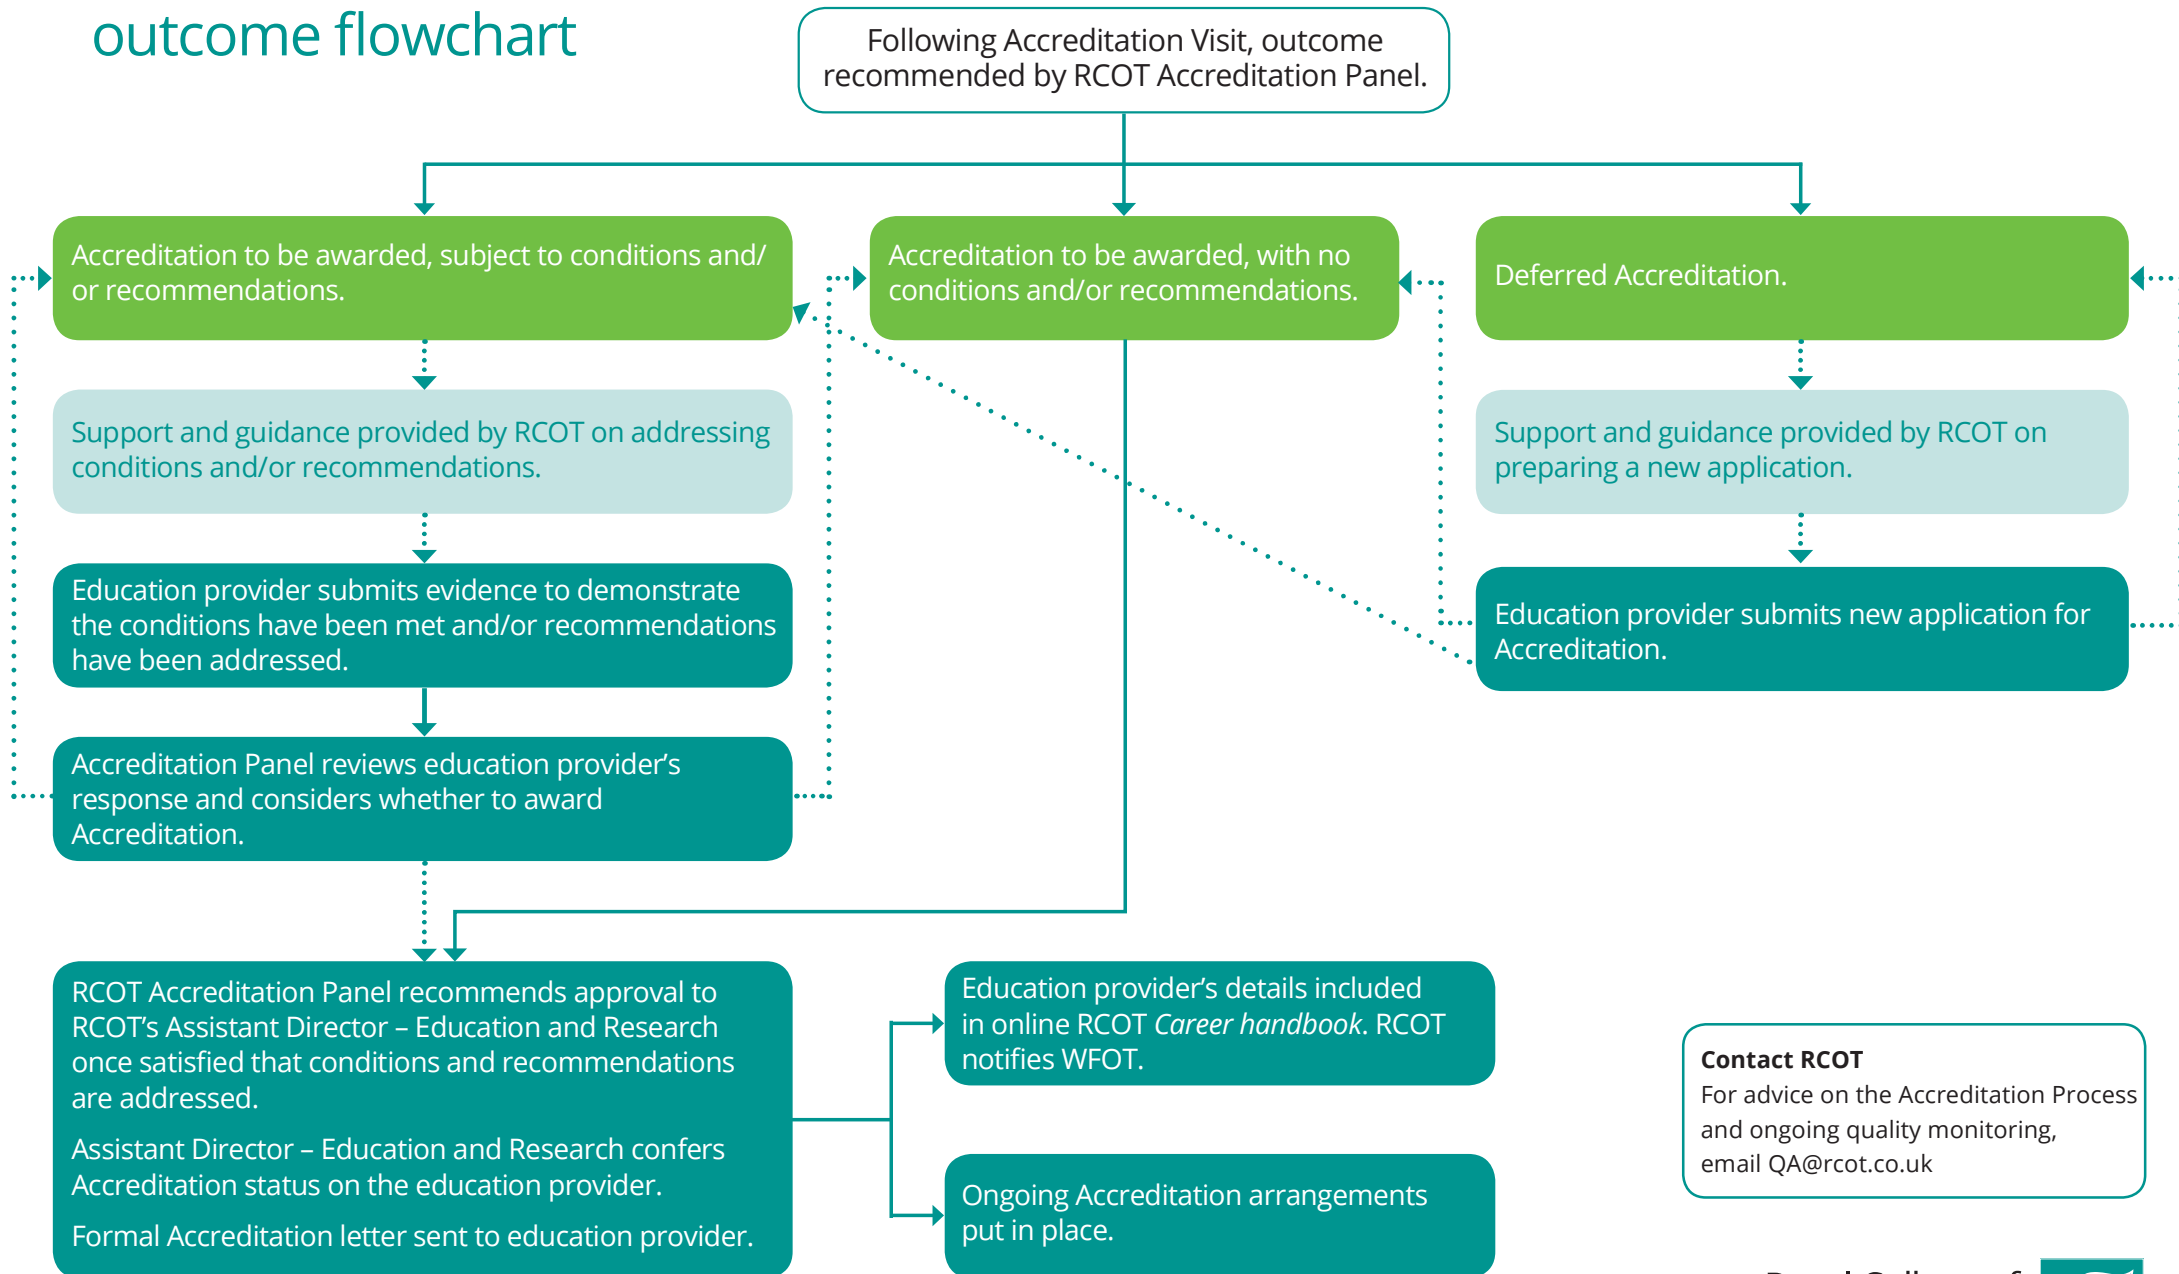 outcome flowchart
Following Accreditation Visit, outcome
recommended by RCOT Accreditation Panel.
Accreditation to be awarded, subject to conditions and/
or recommendations.
Accreditation to be awarded, with no
conditions and/or recommendations.
Deferred Accreditation.
Support and guidance provided by RCOT on addressing
conditions and/or recommendations.
Support and guidance provided by RCOT on
preparing a new application.
Education provider submits evidence to demonstrate
the conditions have been met and/or recommendations
have been addressed.
Education provider submits new application for
Accreditation.
Accreditation Panel reviews education provider’s
response and considers whether to award
Accreditation.
RCOT Accreditation Panel recommends approval to
RCOT’s Assistant Director – Education and Research
once satisfied that conditions and recommendations
are addressed.
Assistant Director – Education and Research confers
Accreditation status on the education provider.
Formal Accreditation letter sent to education provider.
Education provider’s details included
in online RCOT Career handbook. RCOT
notifies WFOT.
Ongoing Accreditation arrangements
put in place.
Contact RCOT
For advice on the Accreditation Process
and ongoing quality monitoring,
email QA@rcot.co.uk
Royal College of